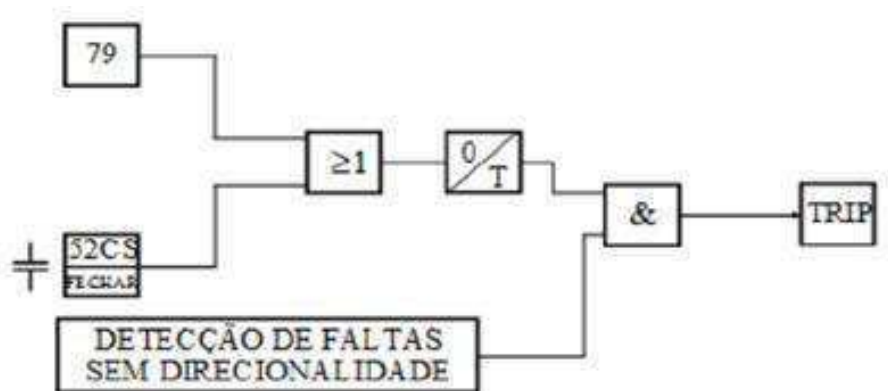 79
≥1
0
T
&
TRIP
52CS
FECHAR
DETECÇÃO DE FALTAS
SEM DIRECIONALIDADE